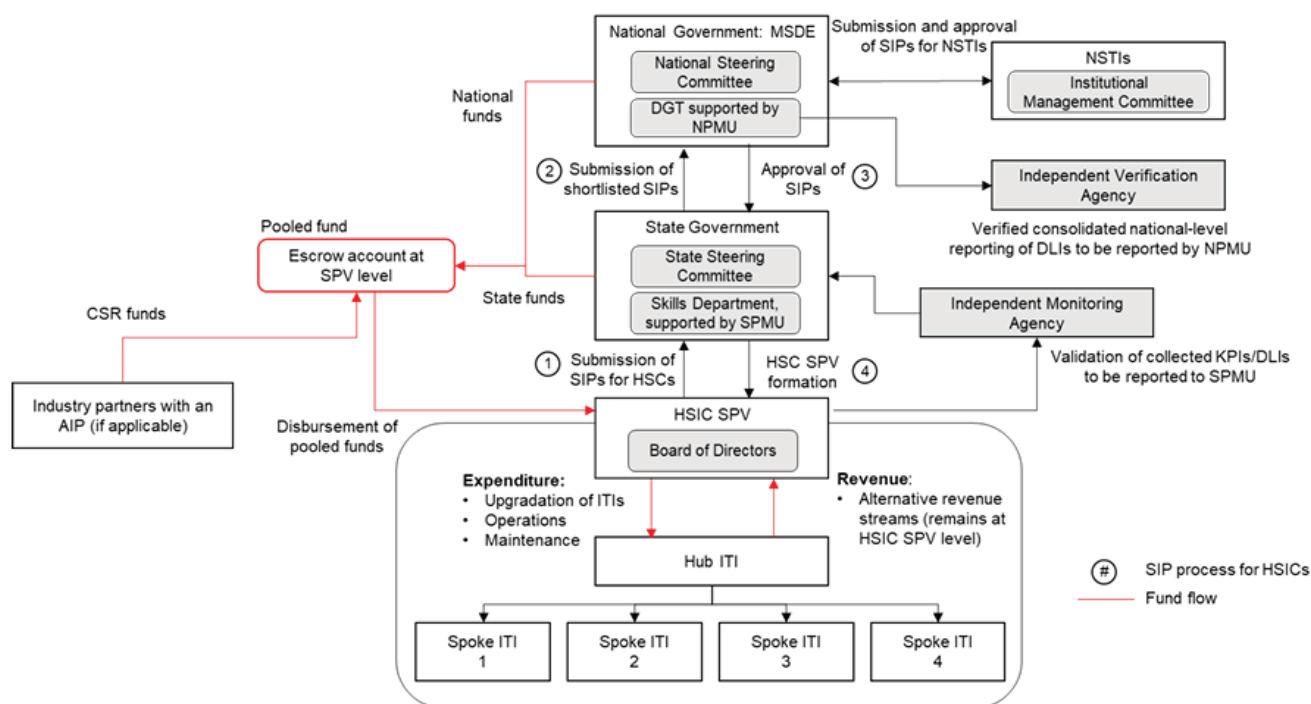 National Government: MSDE
National Steering
Committee
DGT supported by
NPMU
Submission and approval
of SIPs for NSTIs
NSTIs
Institutional
Management Committee
National
funds
2
Submission of
shortlisted SIPs
Approval of
SIPs
3
Independent Verification
Agency
Verified consolidated national-level
reporting of DLIs to be reported by NPMU
Pooled fund
Escrow account at
SPV level
State Government
State Steering
Committee
Skills Department,
supported by SPMU
State funds
CSR funds
Independent Monitoring
Agency
Validation of collected KPIs/DLIs
to be reported to SPMU
1
Submission of
SIPs for HSCs
HSC SPV
formation
4
Industry partners with an
AIP (if applicable)
Disbursement of
pooled funds
HSIC SPV
Board of Directors
Expenditure:
• Upgradation of ITIs
• Operations
• Maintenance
Revenue:
• Alternative revenue
streams (remains at
HSIC SPV level)
Hub ITI
# SIP process for HSICs
Fund flow
Spoke ITI
1
Spoke ITI
2
Spoke ITI
3
Spoke ITI
4